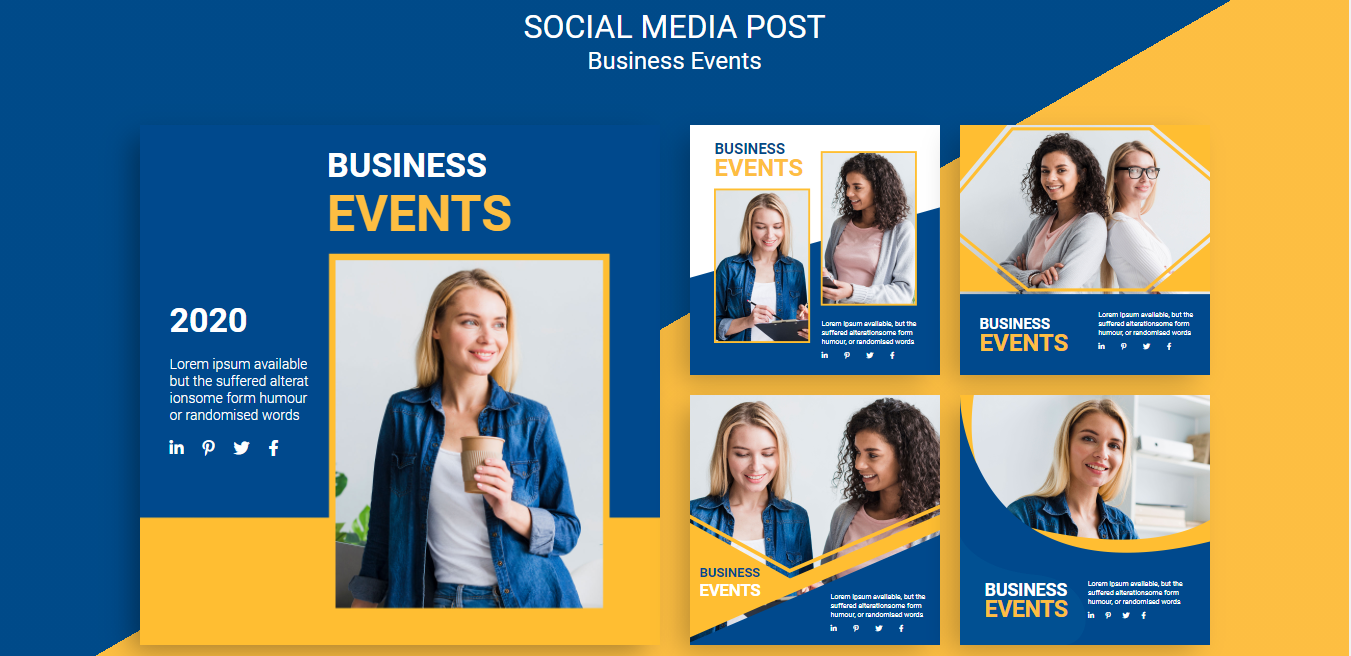 SOCIAL MEDIA POST
Business Events
BUSINESS
EVENTS
2020
Lorem ipsum available
but the suffered alterat
ionsome form humour
or randomised words
BUSINESS
EVENTS
Lorem ipsum available, but the
suffered alterationsome form
humour, or randomised words
BUSINESS
EVENTS
Lorem ipsum available, but the
suffered alterationsome form
humour, or randomised words
BUSINESS
EVENTS
Lorem ipsum available, but the
suffered alterationsome form
humour, or randomised words
BUSINESS
EVENTS
Lorem ipsum available, but the
suffered alterationsome form
humour, or randomised words